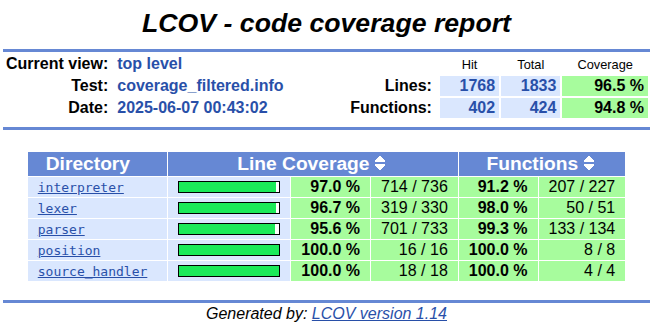 LCOV - code coverage report
Current view: top level Hit Total Coverage
Test: coverage_filtered.info Lines: 1768 1833 96.5 %
Date: 2025-06-07 00:43:02 Functions: 402 424 94.8 %
Directory Line Coverage Functions
interpreter 97.0 % 714 / 736 91.2 % 207 / 227
lexer 96.7 % 319 / 330 98.0 % 50 / 51
parser 95.6 % 701 / 733 99.3 % 133 / 134
position 100.0 % 16 / 16 100.0 % 8 / 8
source_handler 100.0 % 18 / 18 100.0 % 4 / 4
Generated by: LCOV version 1.14